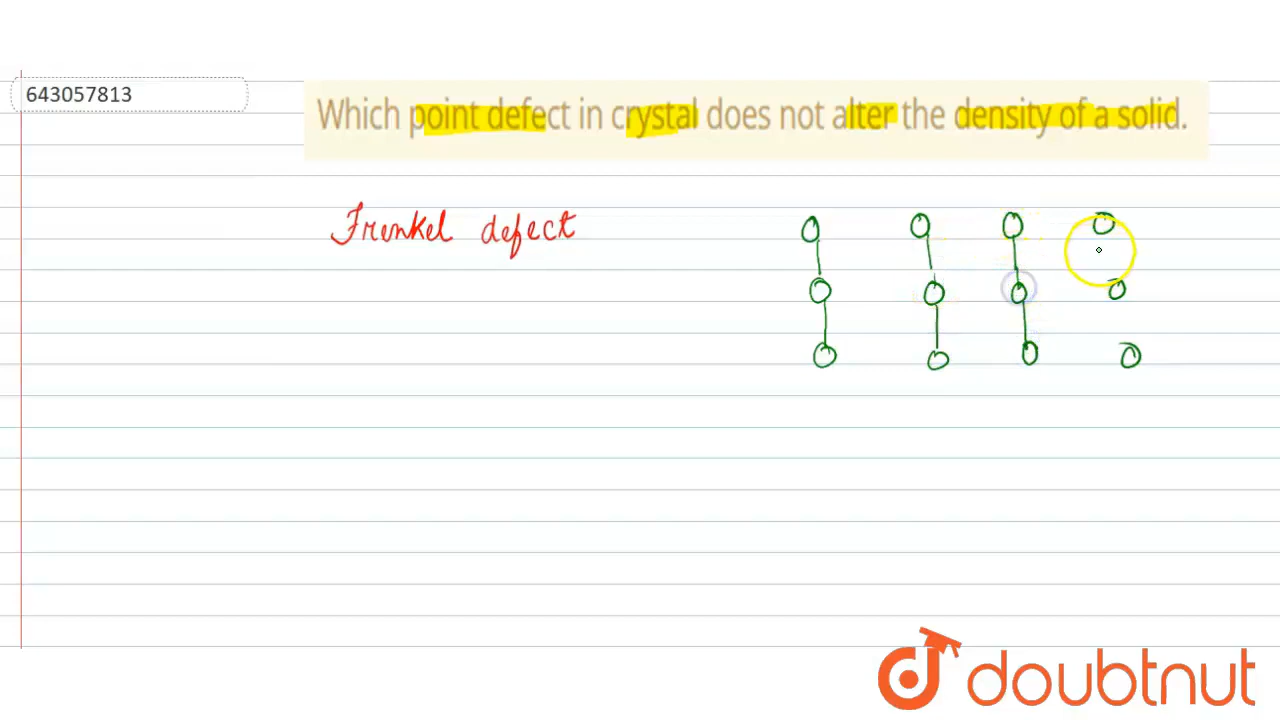 643057813
Which point defect in crystal does not alter the density of a solid.
Frenkel defect
doubtnut